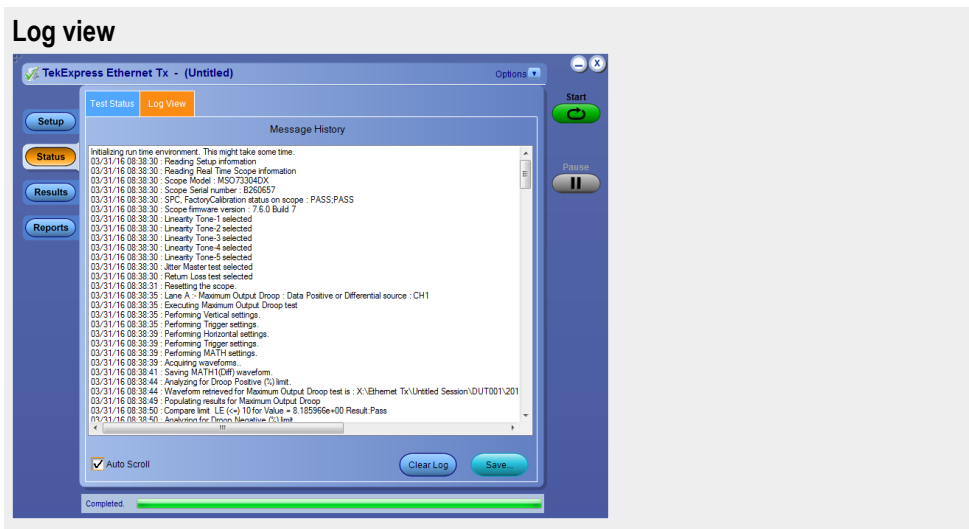 Log view
TekExpress Ethernet Tx - (Untitled)
Options
Start
Test Status
Log View
Setup
Message History
Status
Pause
Results
Reports
Initializing run time environment. This might take some time.
03/31/16 08:38:30 : Reading Setup information
03/31/16 08:38:30 : Reading Real Time Scope information
03/31/16 08:38:30 : Scope Model : MSO73304DX
03/31/16 08:38:30 : Scope Serial number : B260657
03/31/16 08:38:30 : SPC, FactoryCalibration status on scope : PASS;PASS
03/31/16 08:38:30 : Scope firmware version : 7.6.0 Build 7
03/31/16 08:38:30 : Linearity Tone-1 selected
03/31/16 08:38:30 : Linearity Tone-2 selected
03/31/16 08:38:30 : Linearity Tone-3 selected
03/31/16 08:38:30 : Linearity Tone-4 selected
03/31/16 08:38:30 : Linearity Tone-5 selected
03/31/16 08:38:30 : Jitter Master test selected
03/31/16 08:38:30 : Return Loss test selected
03/31/16 08:38:31 : Resetting the scope.
03/31/16 08:38:35 : Lane A :- Maximum Output Droop : Data Positive or Differential source : CH1
03/31/16 08:38:35 : Executing Maximum Output Droop test
03/31/16 08:38:35 : Performing Vertical settings.
03/31/16 08:38:35 : Performing Trigger settings.
03/31/16 08:38:39 : Performing Horizontal settings.
03/31/16 08:38:39 : Performing Trigger settings.
03/31/16 08:38:39 : Performing MATH settings.
03/31/16 08:38:39 : Acquiring waveforms..
03/31/16 08:38:41 : Saving MATH1(Diff) waveform.
03/31/16 08:38:44 : Analyzing for Droop Positive (%) limit.
03/31/16 08:38:44 : Waveform retrieved for Maximum Output Droop test is : X:\Ethernet Tx\Untitled Session\DUT001\201
03/31/16 08:38:49 : Populating results for Maximum Output Droop
03/31/16 08:38:50 : Compare limit LE (<=) 10 for Value = 8.185966e+00 Result:Pass
03/31/16 08:38:50 : Analyzing for Droop Negative (%) limit
Auto Scroll
Clear Log
Save...
Completed.